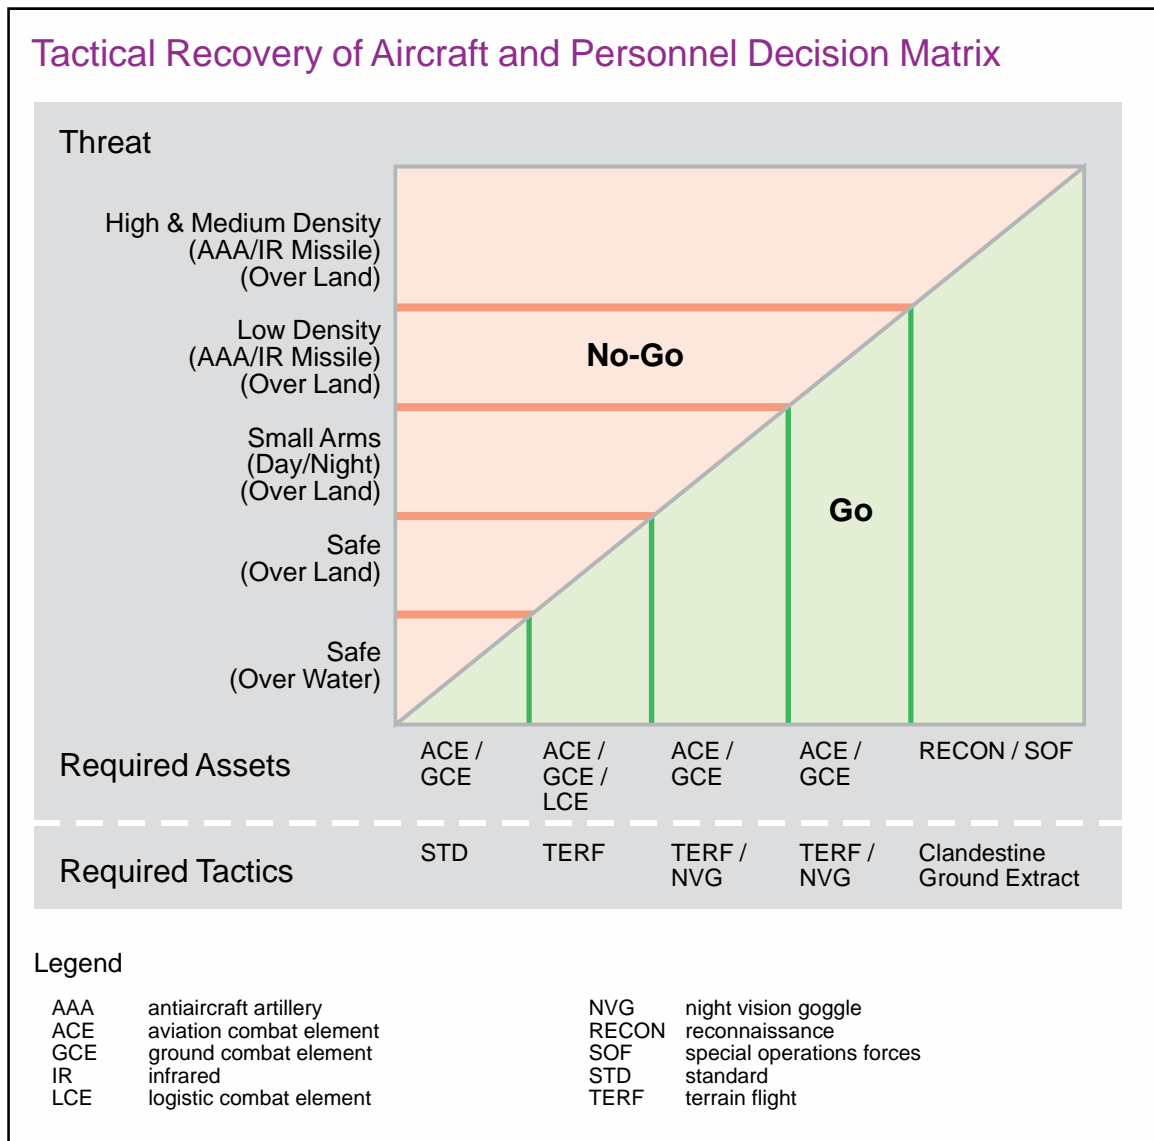 Tactical Recovery of Aircraft and Personnel Decision Matrix
Threat
High & Medium Density
(AAA/IR Missile)
(Over Land)
Low Density
(AAA/IR Missile)
(Over Land)
Small Arms
(Day/Night)
(Over Land)
Safe
(Over Land)
Safe
(Over Water)
No-Go
Go
Required Assets
ACE /
GCE
ACE /
GCE /
LCE
ACE /
GCE
ACE /
GCE
RECON / SOF
Required Tactics
STD
TERF
TERF /
NVG
TERF /
NVG
Clandestine
Ground Extract
Legend
AAA antiaircraft artillery
ACE aviation combat element
GCE ground combat element
IR infrared
LCE logistic combat element
NVG night vision goggle
RECON reconnaissance
SOF special operations forces
STD standard
TERF terrain flight